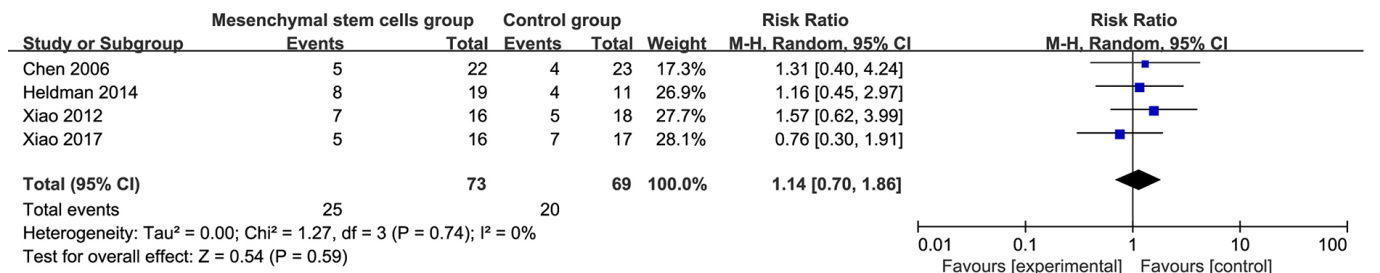 Mesenchymal stem cells group Control group Risk Ratio Risk Ratio
Study or Subgroup Events Total Events Total Weight M-H, Random, 95% CI M-H, Random, 95% CI
Chen 2006 5 22 4 23 17.3% 1.31 [0.40, 4.24]
Heldman 2014 8 19 4 11 26.9% 1.16 [0.45, 2.97]
Xiao 2012 7 16 5 18 27.7% 1.57 [0.62, 3.99]
Xiao 2017 5 16 7 17 28.1% 0.76 [0.30, 1.91]
Total (95% CI) 73 69 100.0% 1.14 [0.70, 1.86]
Total events 25 20
Heterogeneity: Tau² = 0.00; Chi² = 1.27, df = 3 (P = 0.74); I² = 0%
Test for overall effect: Z = 0.54 (P = 0.59)
0.01 0.1 1 10 100
Favours [experimental] Favours [control]